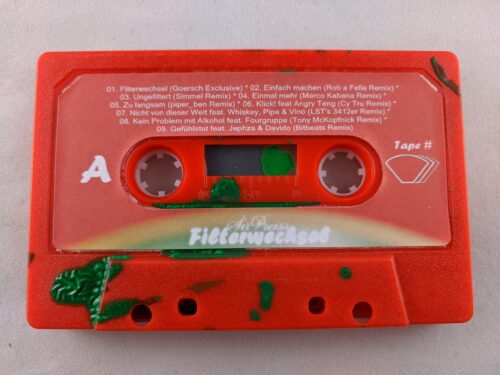 01. Filterwechsel (Goersch Exclusive) * 02. Einfach machen (Rob a Fella Remix)
03. Ungefiltert (Simmel Remix) * 04. Einmal mehr (Marco Kabana Remix)
05. Zu langsam (piper_ben Remix) * 06. Klick! feat Angry Teng (Cy Tru Remix)
07. Nicht von dieser Welt feat. Whiskey, Pipe & Vino (LST's 3412er Remix)
08. Kein Problem mit Alkohol feat. Fourgruppe (Tony McKopfnick Remix)
09. Gefühlstot feat. Jephza & Davido (Bitbeats Remix)
A
Tape #
Filterwechsel